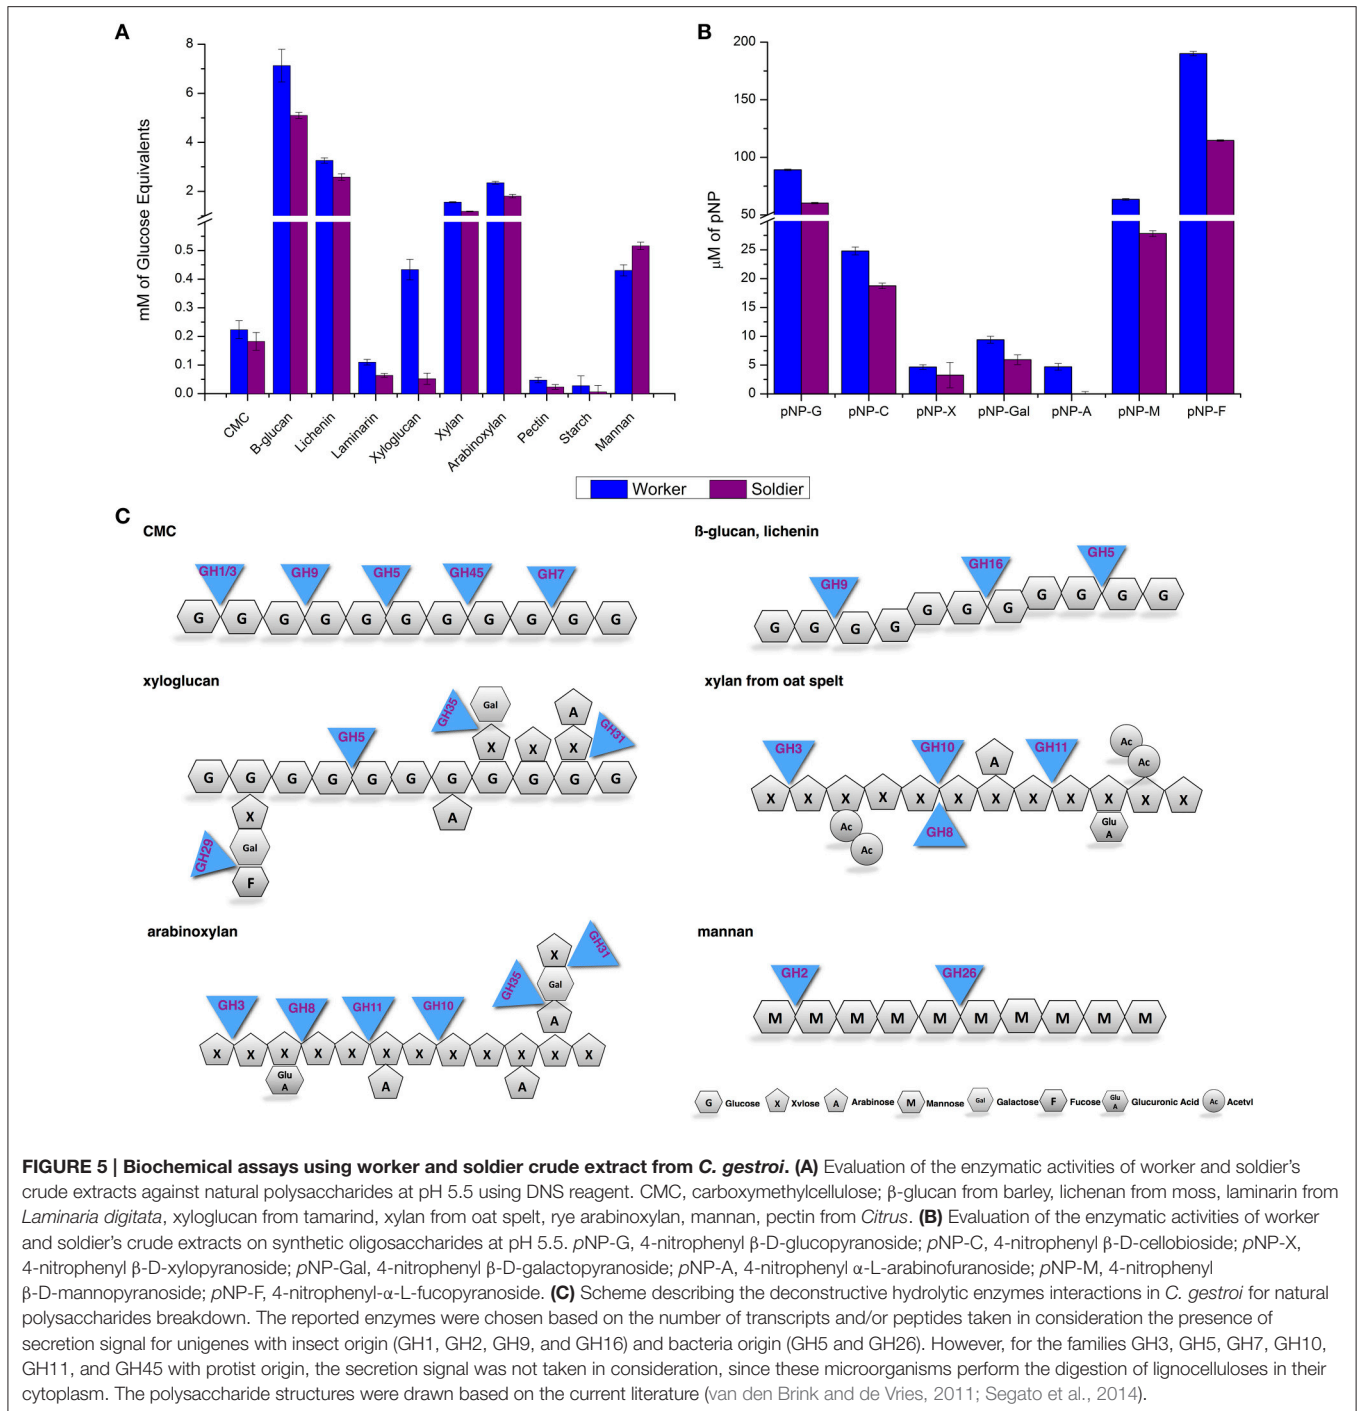 A
8
6
4
2
0.5
0.4
0.3
0.2
0.1
0.0
mM of Glucose Equivalents
CMC
B-glucan
Lichenin
Laminarin
Xyloglucan
Xylan
Arabinoxylan
Pectin
Starch
Mannan
B
200
150
100
50
25
20
15
10
5
0
µM of pNP
pNP-G pNP-C pNP-X pNP-Gal pNP-A pNP-M pNP-F
Worker Soldier
C
CMC
GH1/3 GH9 GH5 GH45 GH7
G G G G G G G G G G G
ß-glucan, lichenin
GH9 GH16 GH5
G G G G G G G G G G G
xyloglucan
GH35 Gal A
GH5 X X X GH31
G G G G G G G G G G G
X A
GH29 Gal
F
xylan from oat spelt
GH3 GH10 A GH11 Ac Ac
X X X X X X X X X X X X
Ac Ac GH8 Glu A
arabinoxylan
X GH31
GH35 Gal
GH3 GH8 GH11 GH10 A
X X X X X X X X X X X X
Glu A A A
mannan
GH2 GH26
M M M M M M M M M M
G Glucose X Xvlose A Arabinose M Mannose Gal Galactose F Fucose Glu A Glucuronic Acid Ac Acetvl
FIGURE 5 | Biochemical assays using worker and soldier crude extract from C. gestroi. (A) Evaluation of the enzymatic activities of worker and soldier's
crude extracts against natural polysaccharides at pH 5.5 using DNS reagent. CMC, carboxymethylcellulose; β-glucan from barley, lichenan from moss, laminarin from
Laminaria digitata, xyloglucan from tamarind, xylan from oat spelt, rye arabinoxylan, mannan, pectin from Citrus. (B) Evaluation of the enzymatic activities of worker
and soldier's crude extracts on synthetic oligosaccharides at pH 5.5. pNP-G, 4-nitrophenyl β-D-glucopyranoside; pNP-C, 4-nitrophenyl β-D-cellobioside; pNP-X,
4-nitrophenyl β-D-xylopyranoside; pNP-Gal, 4-nitrophenyl β-D-galactopyranoside; pNP-A, 4-nitrophenyl α-L-arabinofuranoside; pNP-M, 4-nitrophenyl
β-D-mannopyranoside; pNP-F, 4-nitrophenyl-α-L-fucopyranoside. (C) Scheme describing the deconstructive hydrolytic enzymes interactions in C. gestroi for natural
polysaccharides breakdown. The reported enzymes were chosen based on the number of transcripts and/or peptides taken in consideration the presence of
secretion signal for unigenes with insect origin (GH1, GH2, GH9, and GH16) and bacteria origin (GH5 and GH26). However, for the families GH3, GH5, GH7, GH10,
GH11, and GH45 with protist origin, the secretion signal was not taken in consideration, since these microorganisms perform the digestion of lignocelluloses in their
cytoplasm. The polysaccharide structures were drawn based on the current literature (van den Brink and de Vries, 2011; Segato et al., 2014).